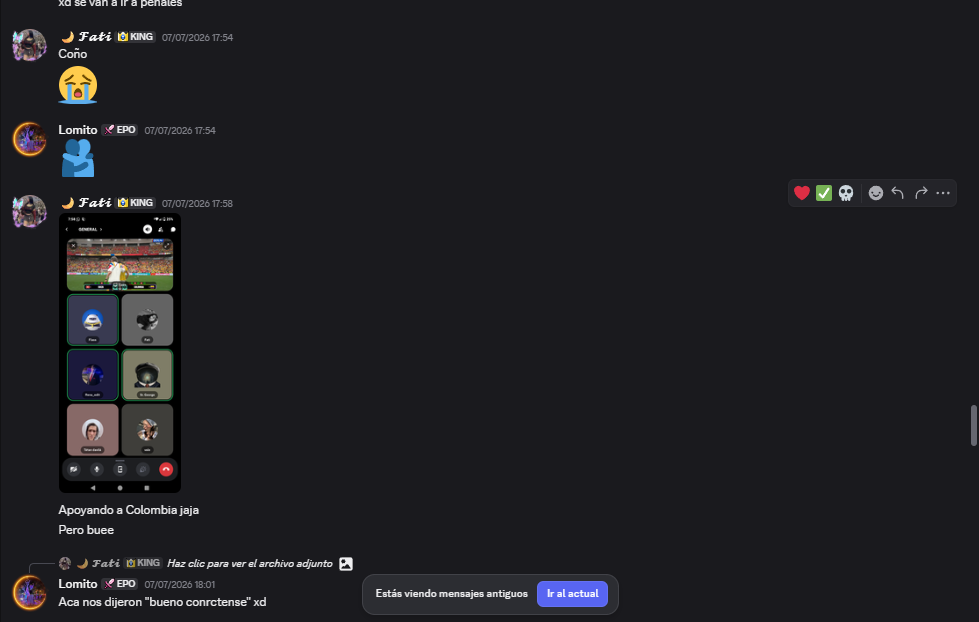 xd se van a ir a penales
𝓕𝓪𝓽𝓲 KING 07/07/2026 17:54
Coño
Lomito EPO 07/07/2026 17:54
𝓕𝓪𝓽𝓲 KING 07/07/2026 17:58
GENERAL
Apoyando a Colombia jaja
Pero buee
𝓕𝓪𝓽𝓲 KING Haz clic para ver el archivo adjunto
Lomito EPO 07/07/2026 18:01
Aca nos dijeron "bueno conrctense" xd
Estás viendo mensajes antiguos Ir al actual